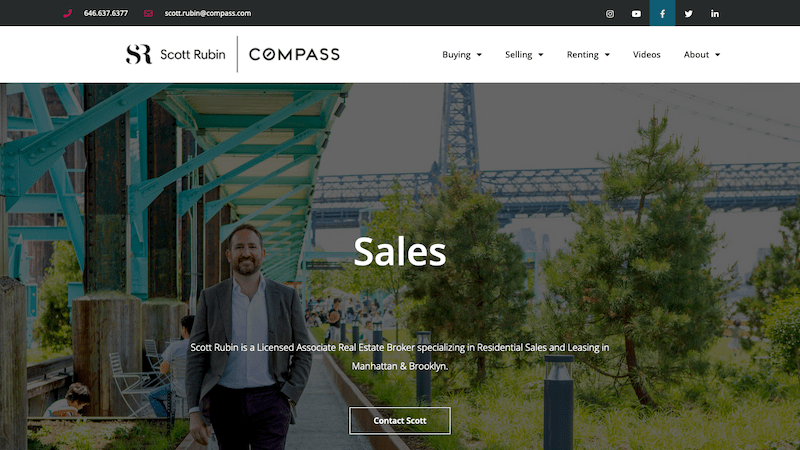 646.637.6377 scott.rubin@compass.com
SR Scott Rubin COMPASS
Buying Selling Renting Videos About
Sales
Scott Rubin is a Licensed Associate Real Estate Broker specializing in Residential Sales and Leasing in
Manhattan & Brooklyn.
Contact Scott